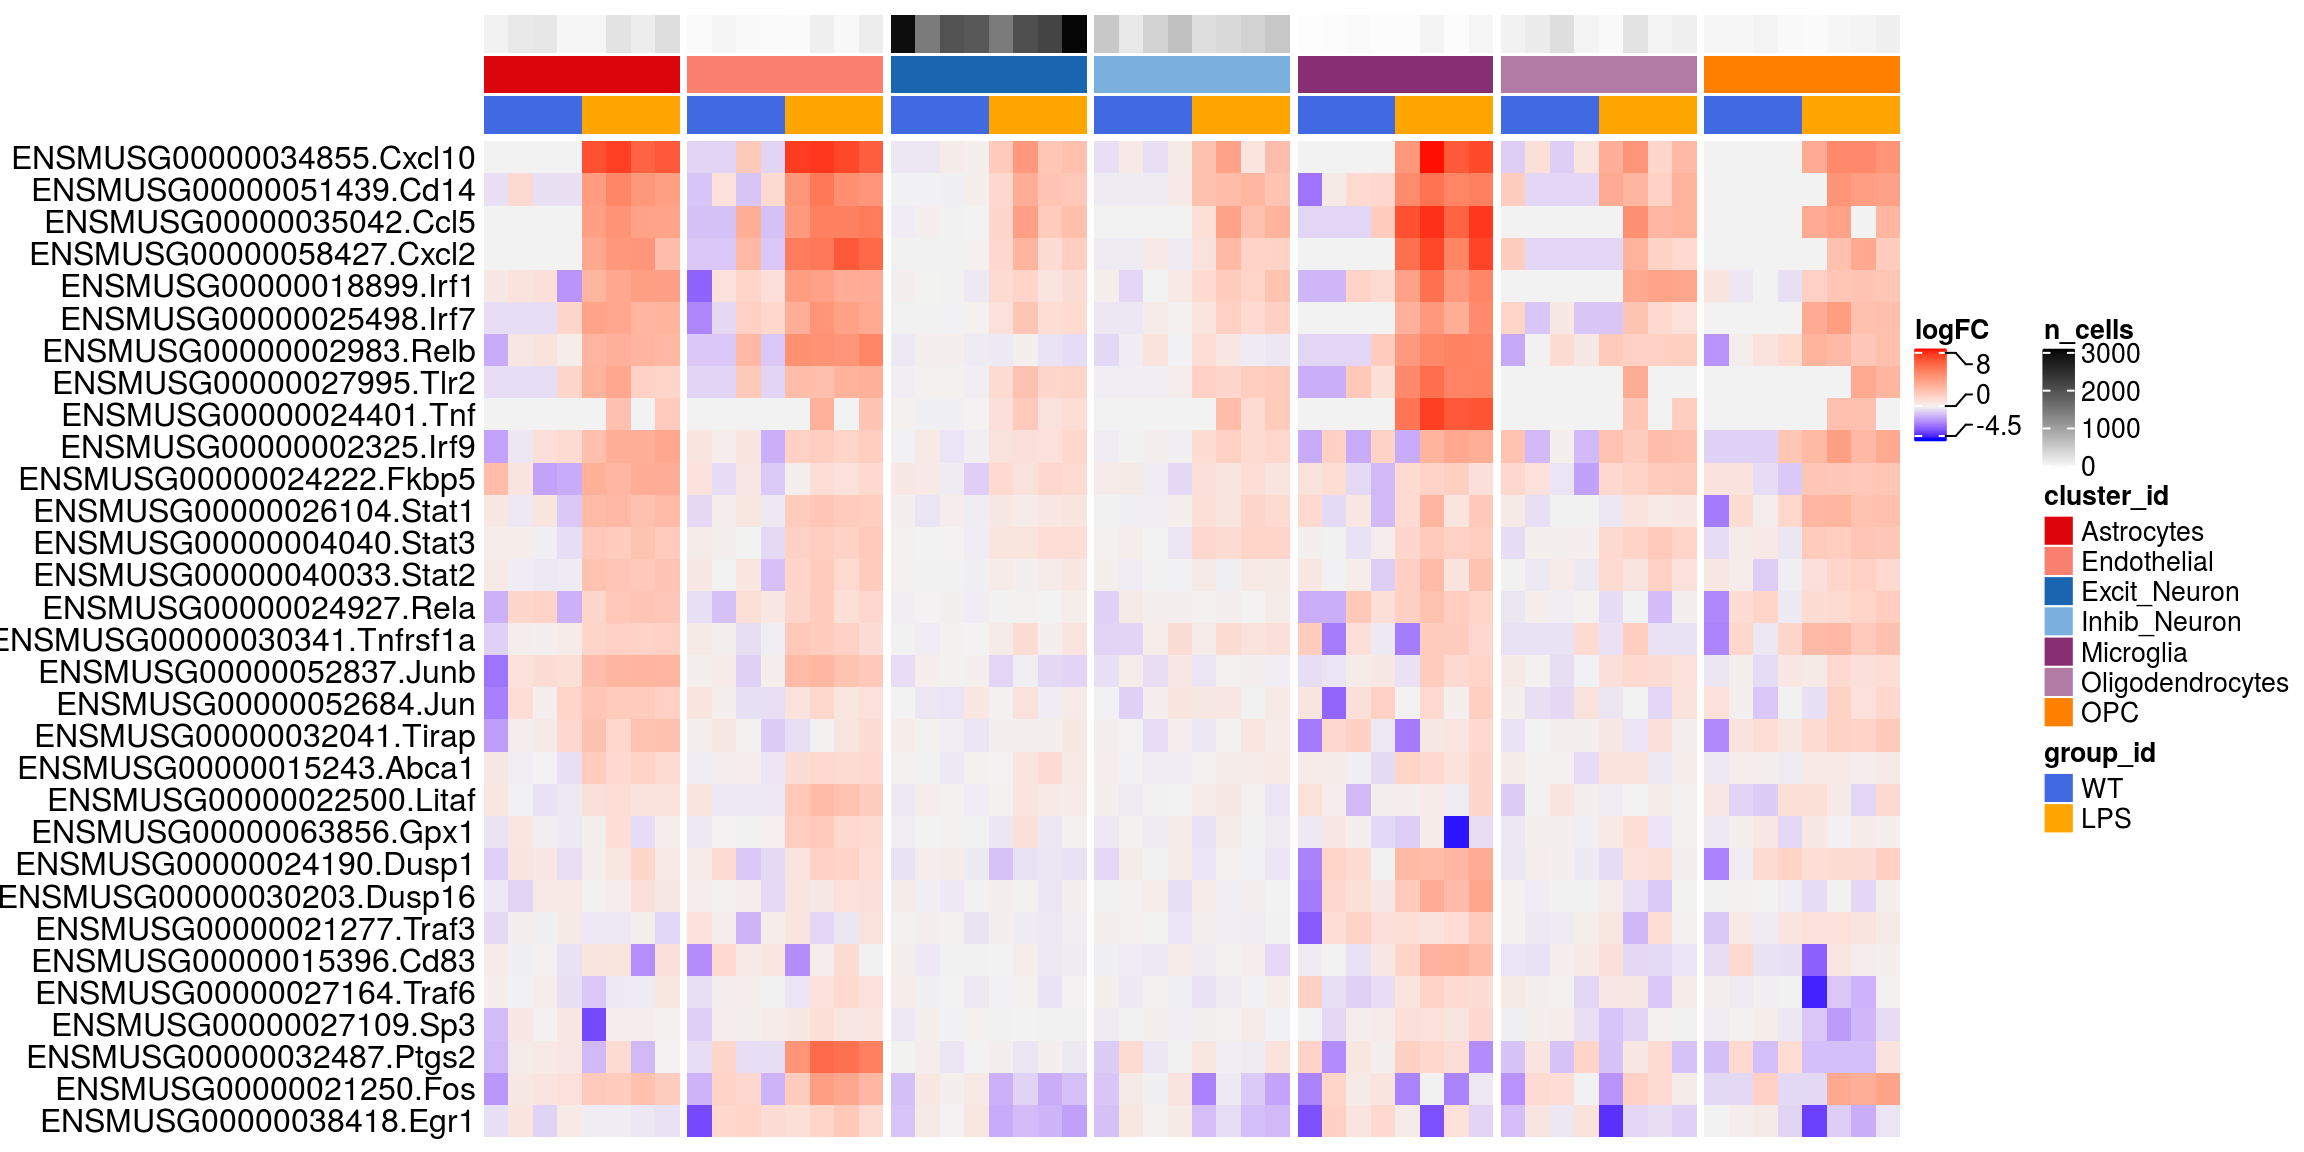 ENSMUSG00000034855.Cxcl10
ENSMUSG00000051439.Cd14
ENSMUSG00000035042.Ccl5
ENSMUSG00000058427.Cxcl2
ENSMUSG00000018899.Irf1
ENSMUSG00000025498.Irf7
ENSMUSG00000002983.Relb
ENSMUSG00000027995.Tlr2
ENSMUSG00000024401.Tnf
ENSMUSG00000002325.Irf9
ENSMUSG00000024222.Fkbp5
ENSMUSG00000026104.Stat1
ENSMUSG00000004040.Stat3
ENSMUSG00000040033.Stat2
ENSMUSG00000024927.Rela
ENSMUSG00000030341.Tnfrsf1a
ENSMUSG00000052837.Junb
ENSMUSG00000052684.Jun
ENSMUSG00000032041.Tirap
ENSMUSG00000015243.Abca1
ENSMUSG00000022500.Litaf
ENSMUSG00000063856.Gpx1
ENSMUSG00000024190.Dusp1
ENSMUSG00000030203.Dusp16
ENSMUSG00000021277.Traf3
ENSMUSG00000015396.Cd83
ENSMUSG00000027164.Traf6
ENSMUSG00000027109.Sp3
ENSMUSG00000032487.Ptgs2
ENSMUSG00000021250.Fos
ENSMUSG00000038418.Egr1
logFC
8
0
-4.5
n_cells
3000
2000
1000
0
cluster_id
Astrocytes
Endothelial
Excit_Neuron
Inhib_Neuron
Microglia
Oligodendrocytes
OPC
group_id
WT
LPS